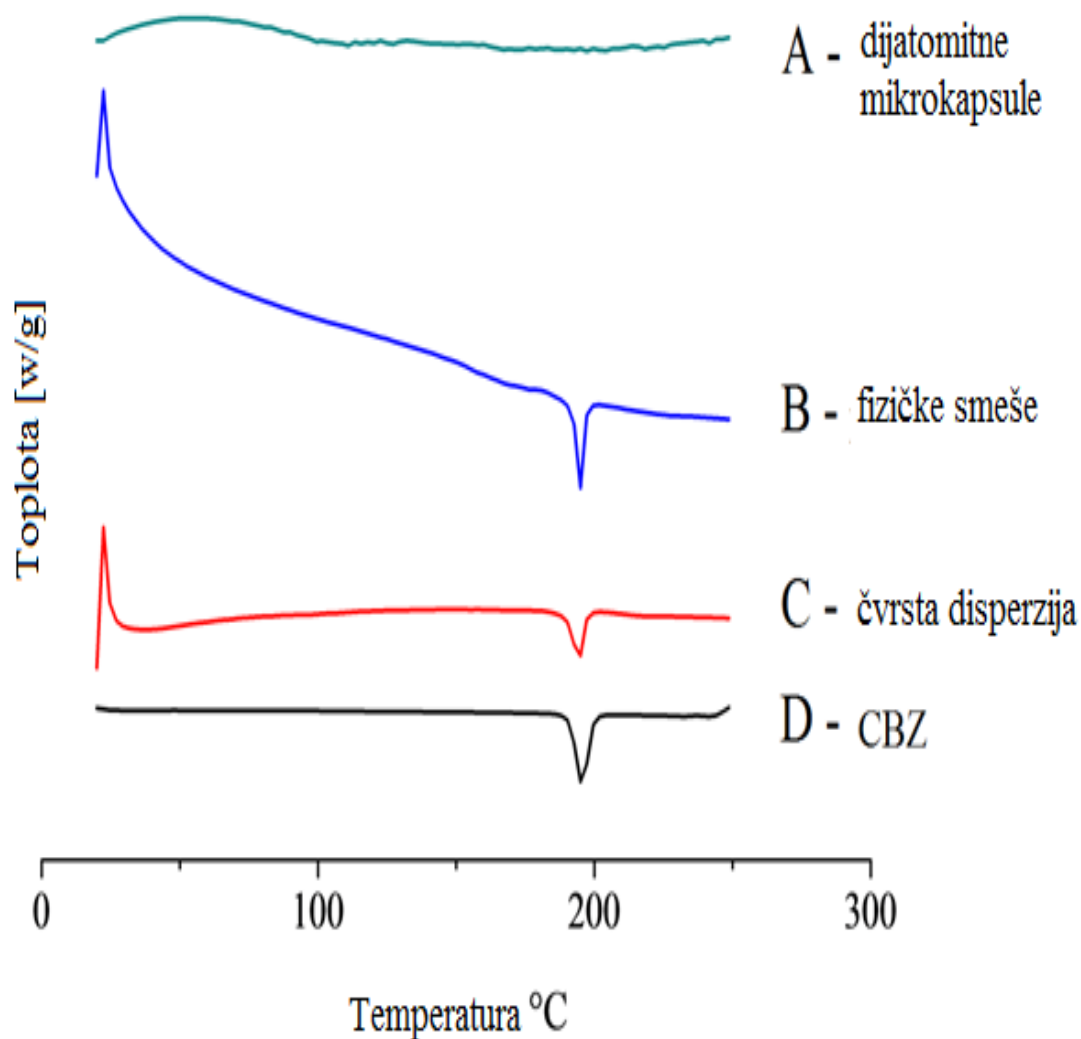 A - dijatomitne
mikrokapsule
B - fizičke smeše
C - čvrsta disperzija
D - CBZ
Toplota [w/g]
0 100 200 300
Temperatura °C